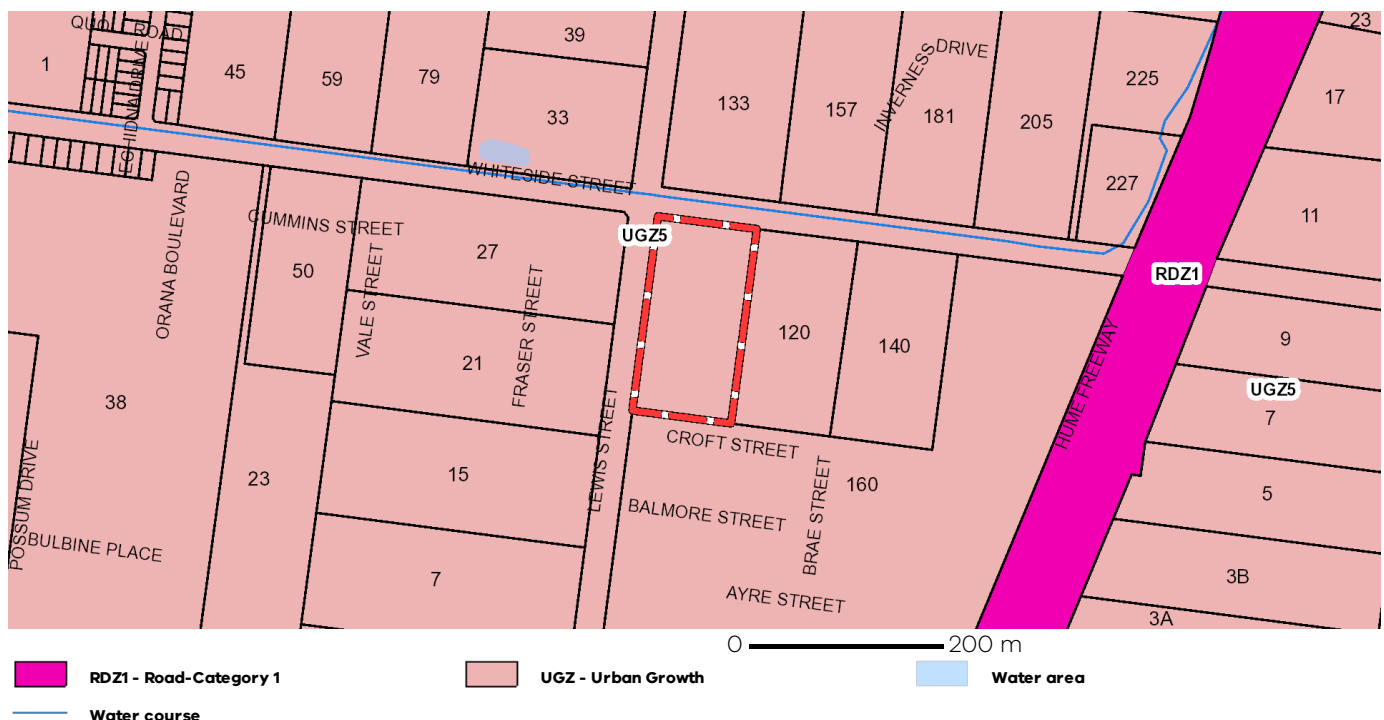 QUOL ROAD
39
23
INVERNESS DRIVE
1
45
59
79
225
17
133
157
181
33
205
ECHIDNA DRIVE
WHITESIDE STREET
227
ORANA BOULEVARD
11
CUMMINS STREET
UGZ5
27
50
RDZ1
VALE STREET
FRASER STREET
120
140
9
21
UGZ5
HUME FREEWAY
38
7
LEWIS STREET
CROFT STREET
POSSUM DRIVE
23
15
160
5
BALMORE STREET
BRAE STREET
BULBINE PLACE
7
3B
AYRE STREET
3A
0 200 m
RDZ1 - Road-Category 1
UGZ - Urban Growth
Water area
Water course